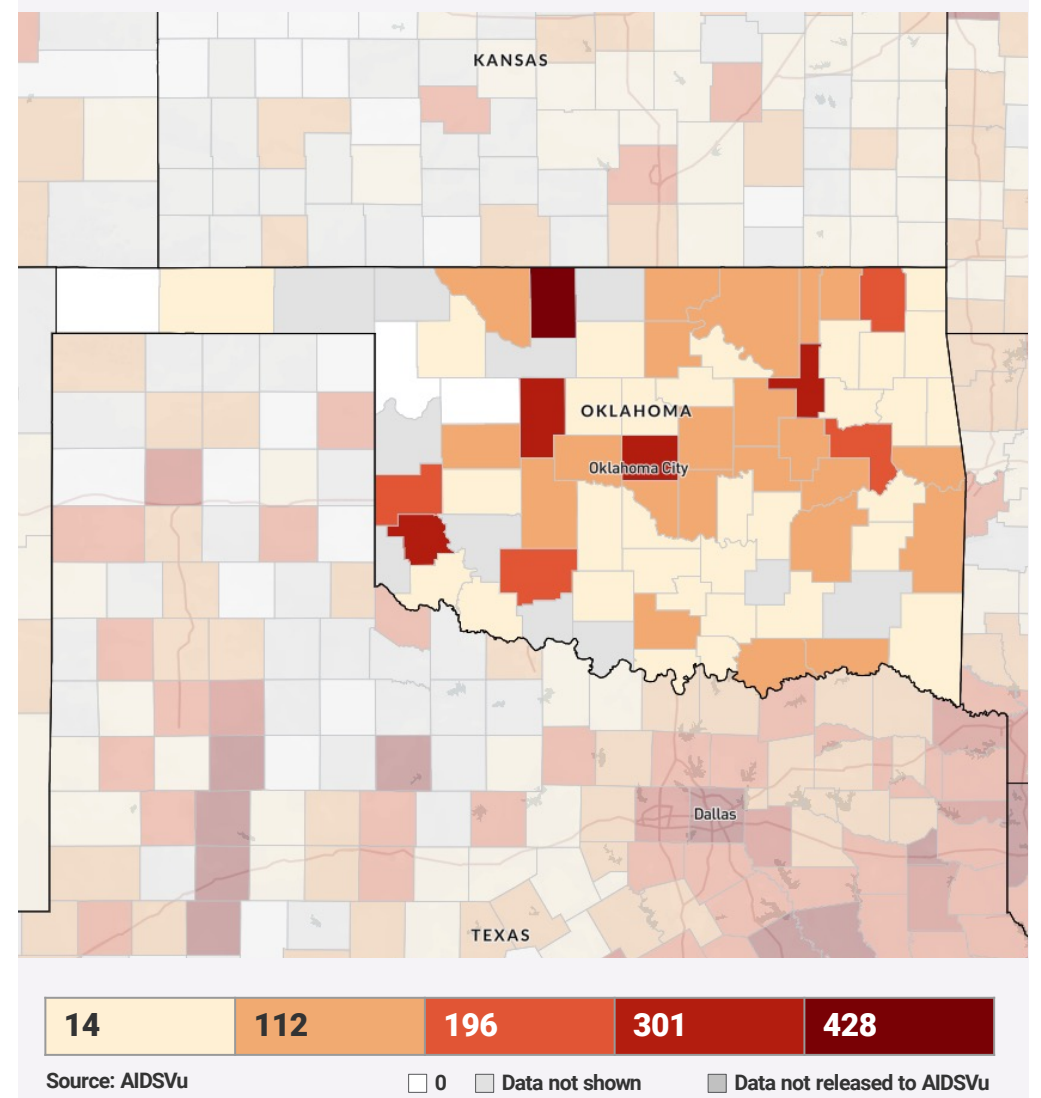 KANSAS
OKLAHOMA
Oklahoma City
Dallas
TEXAS
14 112 196 301 428
Source: AIDSVu 0 Data not shown Data not released to AIDSVu